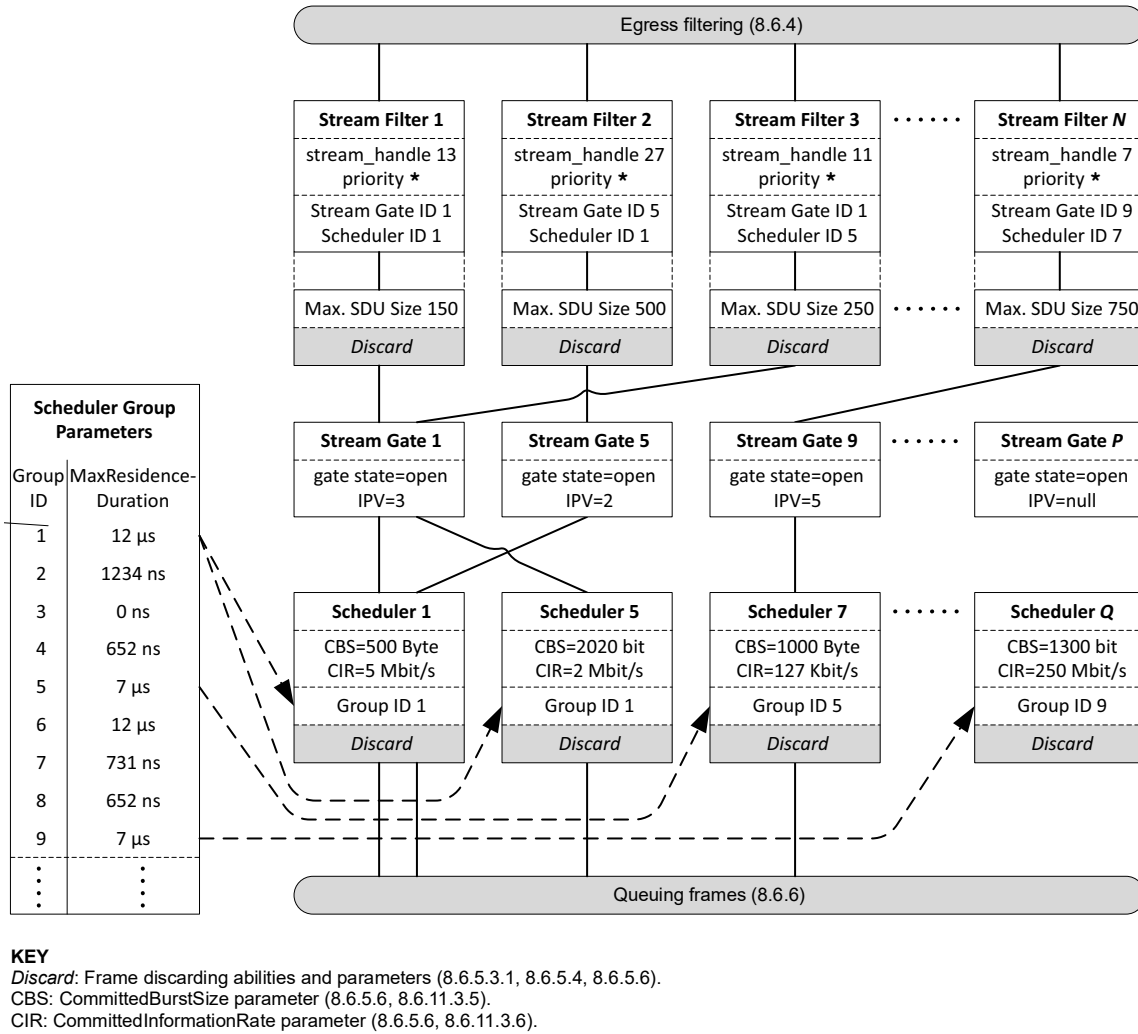 Egress filtering (8.6.4)
Stream Filter 1
stream_handle 13
priority *
Stream Gate ID 1
Scheduler ID 1
Max. SDU Size 150
Discard
Stream Filter 2
stream_handle 27
priority *
Stream Gate ID 5
Scheduler ID 1
Max. SDU Size 500
Discard
Stream Filter 3
stream_handle 11
priority *
Stream Gate ID 1
Scheduler ID 5
Max. SDU Size 250
Discard
Stream Filter N
stream_handle 7
priority *
Stream Gate ID 9
Scheduler ID 7
Max. SDU Size 750
Discard
Scheduler Group
Parameters
Group MaxResidence-
ID Duration
1 12 µs
2 1234 ns
3 0 ns
4 652 ns
5 7 µs
6 12 µs
7 731 ns
8 652 ns
9 7 µs
Stream Gate 1
gate state=open
IPV=3
Stream Gate 5
gate state=open
IPV=2
Stream Gate 9
gate state=open
IPV=5
Stream Gate P
gate state=open
IPV=null
Scheduler 1
CBS=500 Byte
CIR=5 Mbit/s
Group ID 1
Discard
Scheduler 5
CBS=2020 bit
CIR=2 Mbit/s
Group ID 1
Discard
Scheduler 7
CBS=1000 Byte
CIR=127 Kbit/s
Group ID 5
Discard
Scheduler Q
CBS=1300 bit
CIR=250 Mbit/s
Group ID 9
Discard
Queuing frames (8.6.6)
KEY
Discard: Frame discarding abilities and parameters (8.6.5.3.1, 8.6.5.4, 8.6.5.6).
CBS: CommittedBurstSize parameter (8.6.5.6, 8.6.11.3.5).
CIR: CommittedInformationRate parameter (8.6.5.6, 8.6.11.3.6).